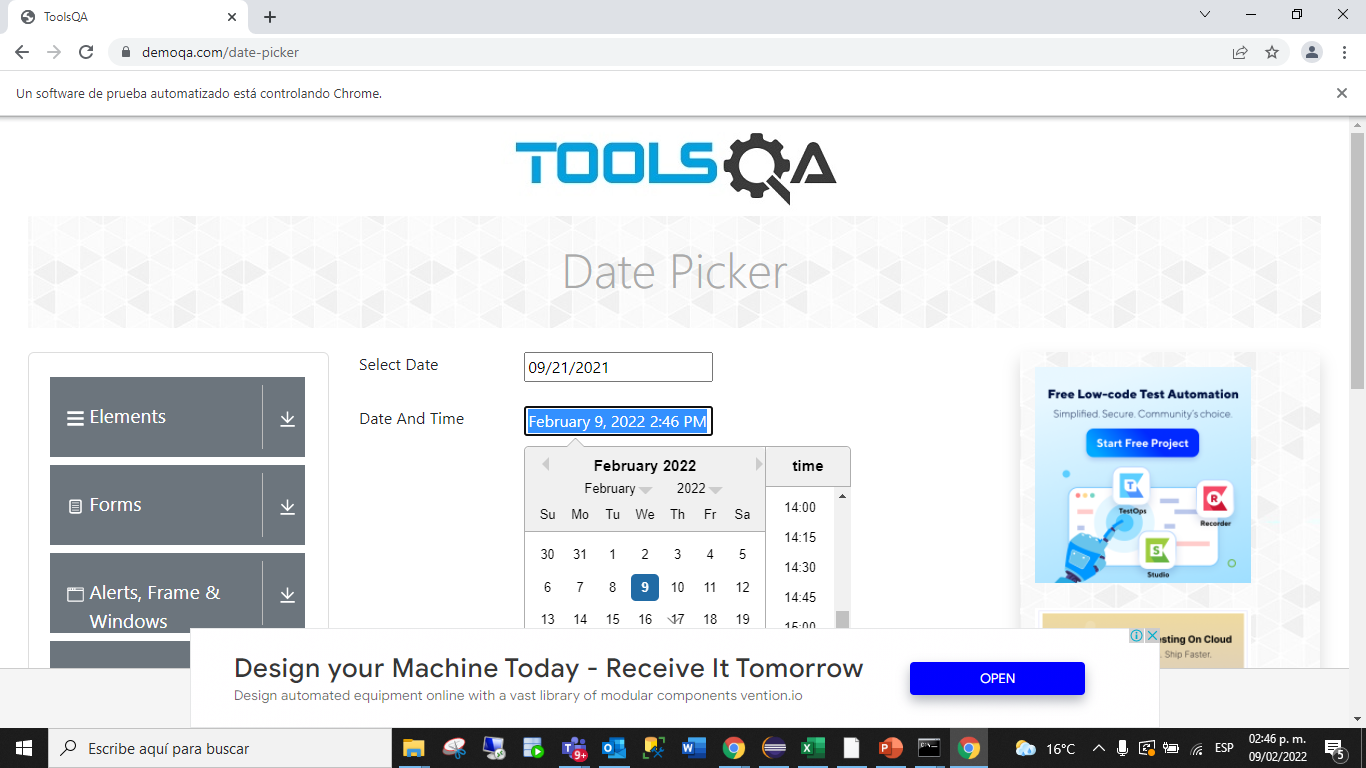 ToolsQA
demoqa.com/date-picker
Un software de prueba automatizado está controlando Chrome.
TOOLSQA
Date Picker
Elements
Forms
Alerts, Frame &
Windows
Select Date
09/21/2021
Date And Time
February 9, 2022 2:46 PM
February 2022
February 2022
Su Mo Tu We Th Fr Sa
30 31 1 2 3 4 5
6 7 8 9 10 11 12
13 14 15 16 17 18 19
time
14:00
14:15
14:30
14:45
15:00
Free Low-code Test Automation
Simplified. Secure. Community's choice.
Start Free Project
TestOps
Recorder
Studio
esting On Cloud
. Ship Faster.
Design your Machine Today - Receive It Tomorrow
Design automated equipment online with a vast library of modular components vention.io
OPEN
Escribe aquí para buscar
9+
16°C
ESP
02:46 p. m.
09/02/2022
5